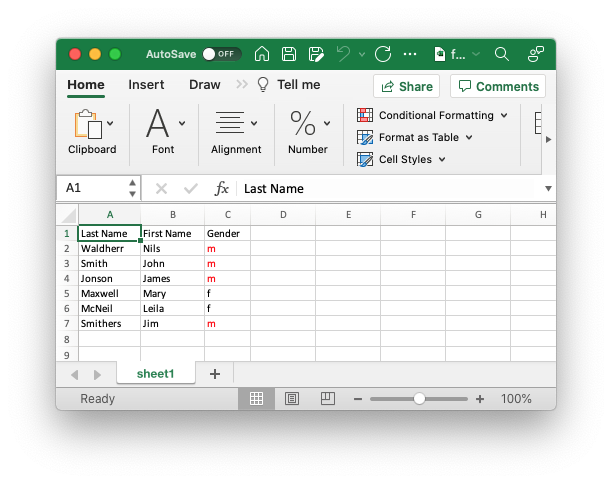 AutoSave OFF ... f...
Home Insert Draw >> Tell me Share Comments
Clipboard Font Alignment Number
Conditional Formatting
Format as Table
Cell Styles
A1 fx Last Name
A B C D E F G H
1 Last Name First Name Gender
2 Waldherr Nils m
3 Smith John m
4 Jonson James m
5 Maxwell Mary f
6 McNeil Leila f
7 Smithers Jim m
8
9
sheet1 +
Ready - + 100%